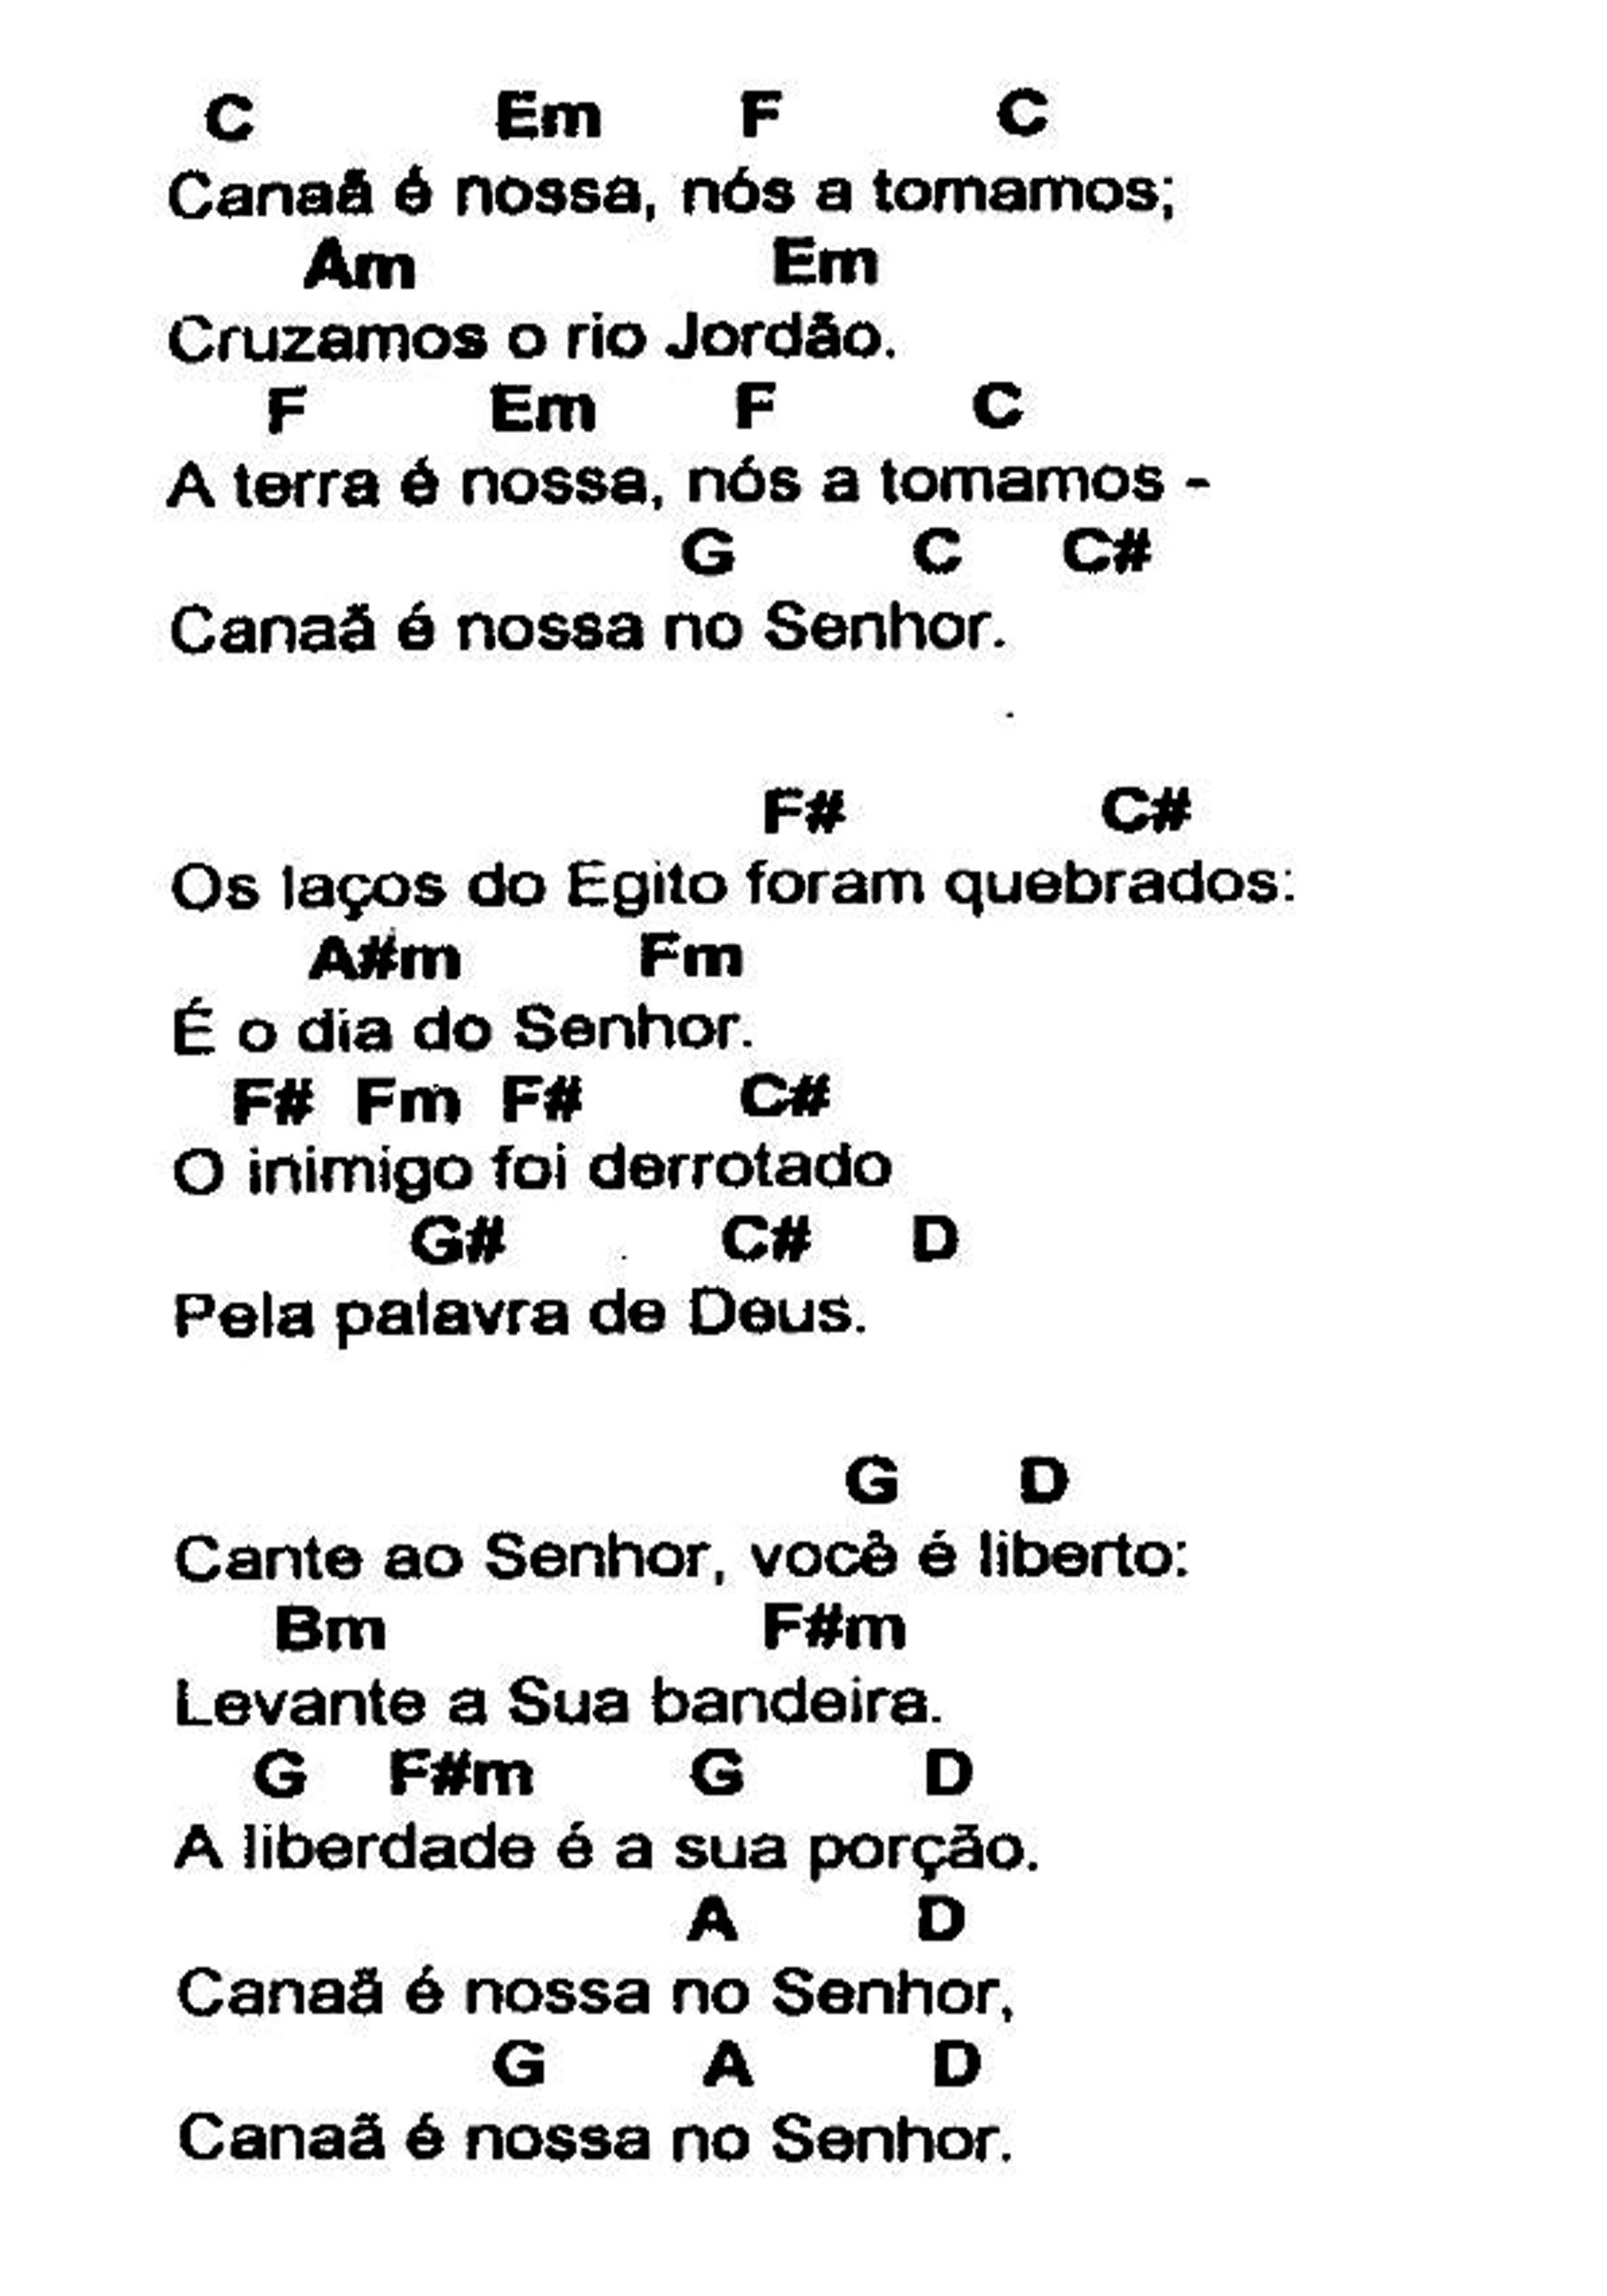 C Em F C
Canaã é nossa, nós a tomamos;
Am Em
Cruzamos o rio Jordão.
F Em F C
A terra é nossa, nós a tomamos -
G C C#
Canaã é nossa no Senhor.
F# C#
Os laços do Egito foram quebrados:
A#m Fm
É o dia do Senhor.
F# Fm F# C#
O inimigo foi derrotado
G# C# D
Pela palavra de Deus.
G D
Cante ao Senhor, você é liberto:
Bm F#m
Levante a Sua bandeira.
G F#m G D
A liberdade é a sua porção.
A D
Canaã é nossa no Senhor,
G A D
Canaã é nossa no Senhor.